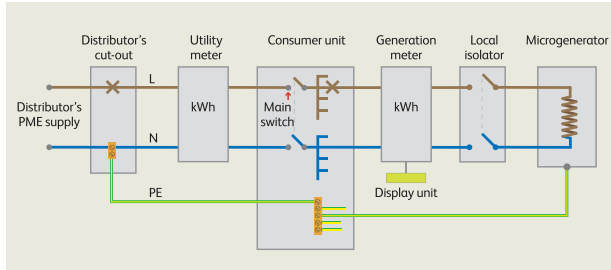 Distributor's
cut-out
Utility
meter
Consumer unit
Generation
meter
Local
isolator
Microgenerator
L
Distributor's
PME supply
kWh
Main
switch
kWh
N
Display unit
PE